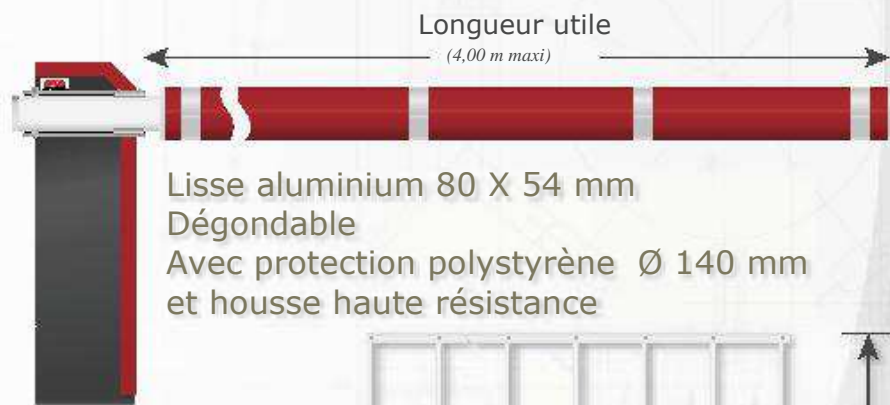 Longueur utile
(4,00 m maxi)
Lisse aluminium 80 X 54 mm
Dégondable
Avec protection polystyrène Ø 140 mm
et housse haute résistance